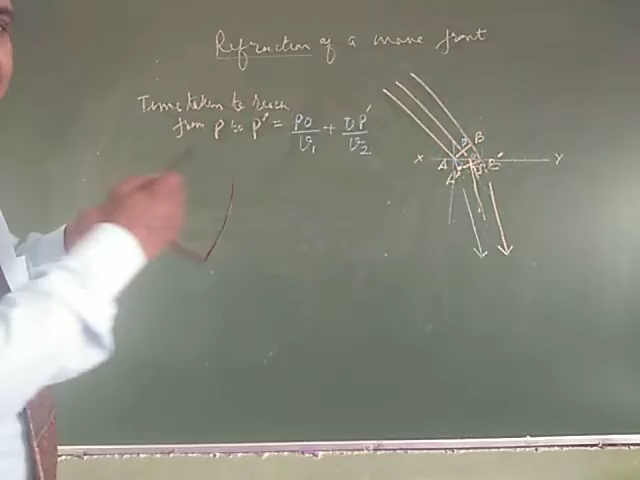 Refraction of a wave front
Time taken to reach
from P to P' = PO/v₁ + OP'/v₂
B
X A Y
A'